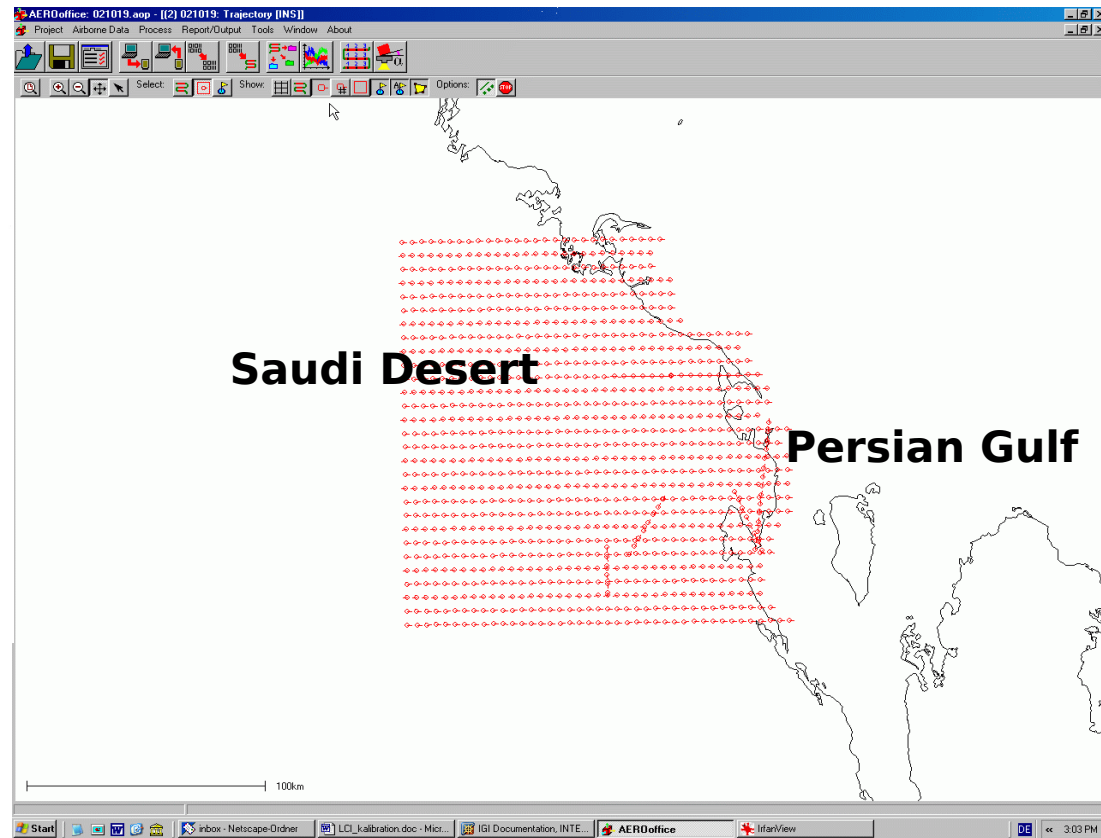 AEROoffice: 021019.aop - [(2) 021019: Trajectory [INS]]
Project Airborne Data Process Report/Output Tools Window About
Select: Show: Options: STOP
Saudi Desert
Persian Gulf
100km
Start inbox - Netscape-Ordner LCI_kalibration.doc - Micr... IGI Documentation, INTE... AEROoffice IrfanView DE « 3:03 PM